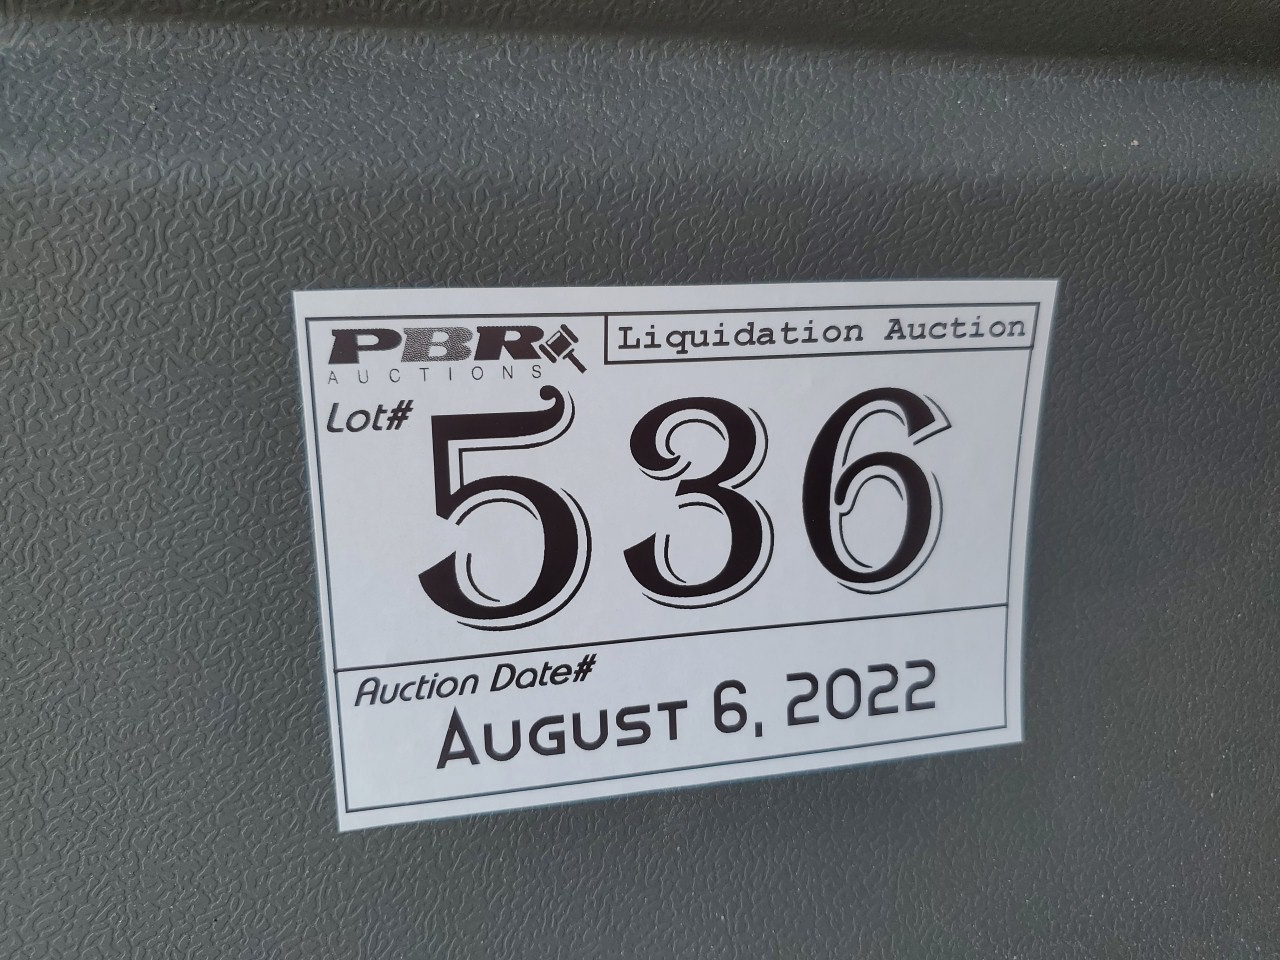 PBR
AUCTIONS
Liquidation Auction
Lot#
536
Auction Date#
August 6, 2022